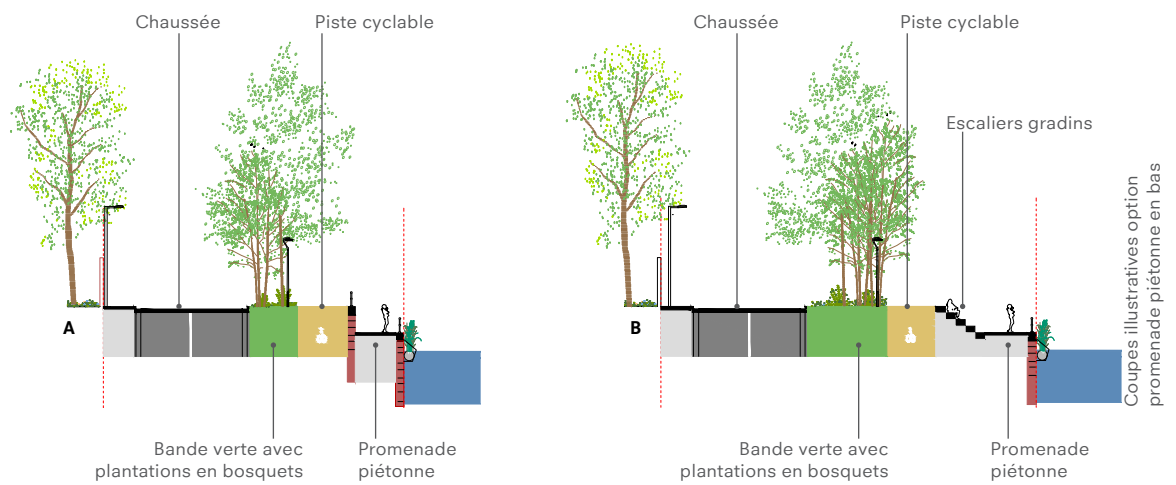 Chaussée
Piste cyclable
A
Bande verte avec
plantations en bosquets
Promenade
piétonne
Chaussée
Piste cyclable
Escaliers gradins
B
Bande verte avec
plantations en bosquets
Promenade
piétonne
Coupes illustratives option
promenade piétonne en bas